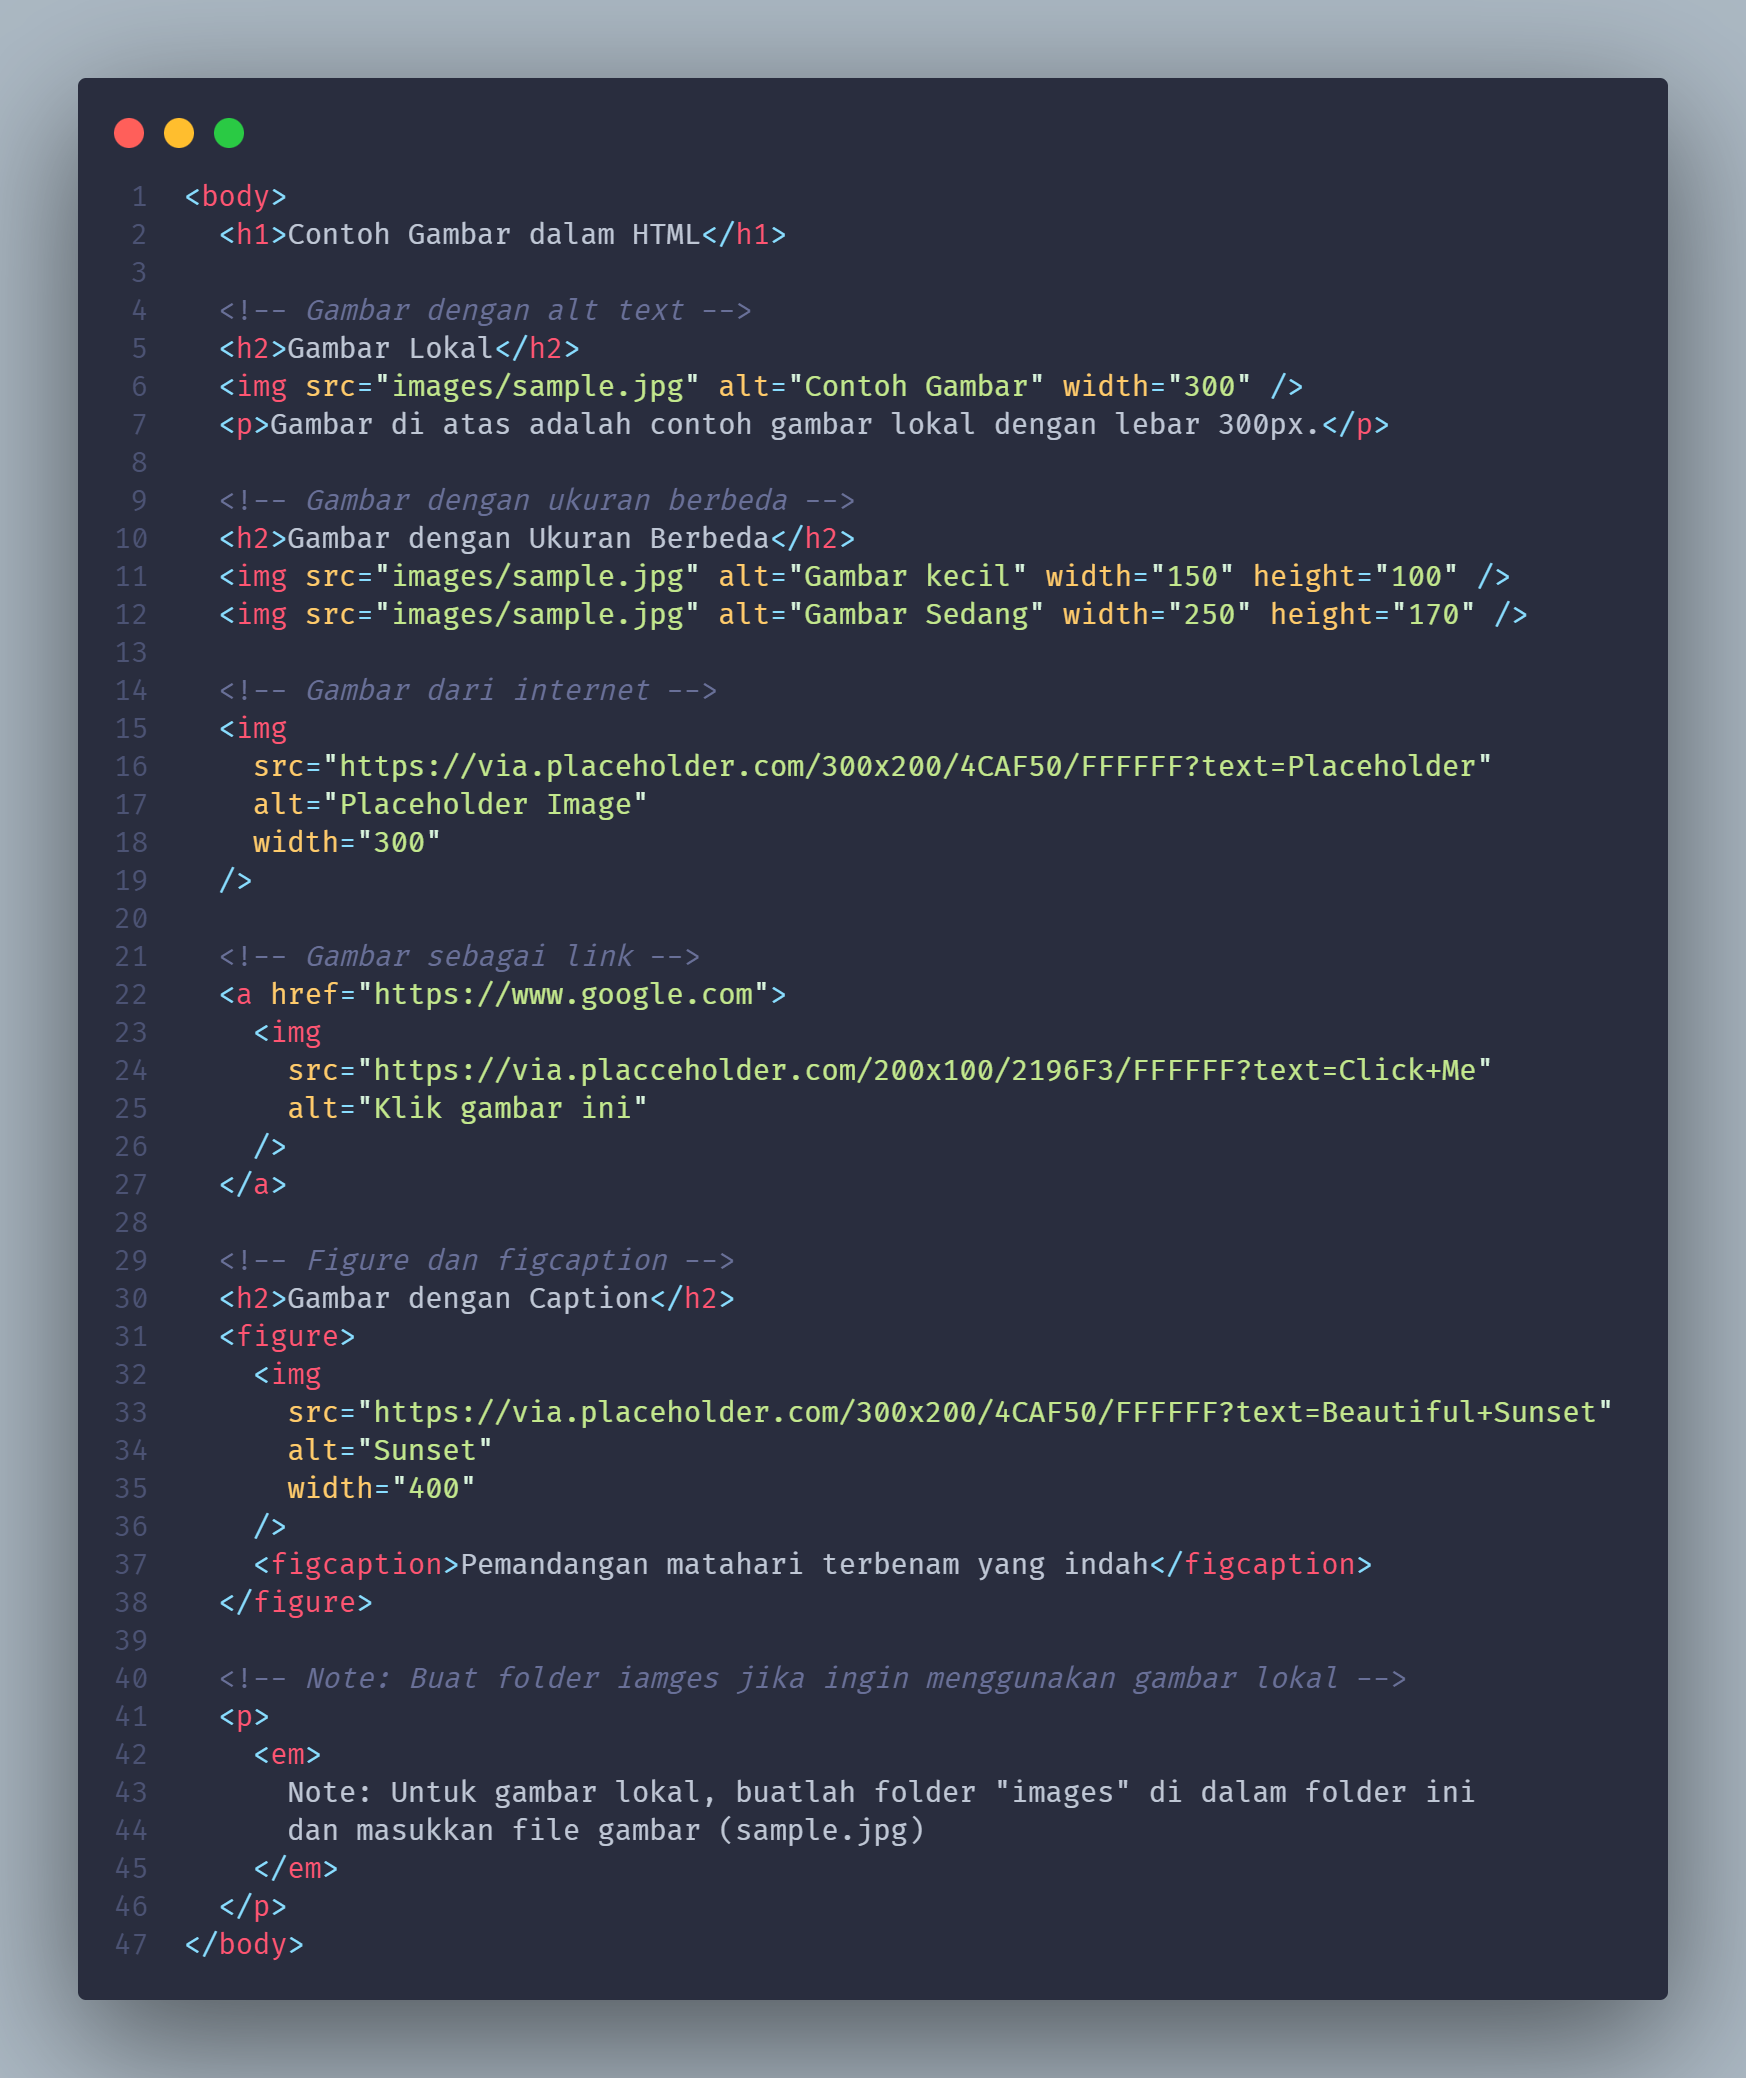 1 <body>
2 <h1>Contoh Gambar dalam HTML</h1>
3
4 <!-- Gambar dengan alt text -->
5 <h2>Gambar Lokal</h2>
6 <img src="images/sample.jpg" alt="Contoh Gambar" width="300" />
7 <p>Gambar di atas adalah contoh gambar lokal dengan lebar 300px.</p>
8
9 <!-- Gambar dengan ukuran berbeda -->
10 <h2>Gambar dengan Ukuran Berbeda</h2>
11 <img src="images/sample.jpg" alt="Gambar kecil" width="150" height="100" />
12 <img src="images/sample.jpg" alt="Gambar Sedang" width="250" height="170" />
13
14 <!-- Gambar dari internet -->
15 <img
16 src="https://via.placeholder.com/300x200/4CAF50/FFFFFF?text=Placeholder"
17 alt="Placeholder Image"
18 width="300"
19 />
20
21 <!-- Gambar sebagai link -->
22 <a href="https://www.google.com">
23 <img
24 src="https://via.placceholder.com/200x100/2196F3/FFFFFF?text=Click+Me"
25 alt="Klik gambar ini"
26 />
27 </a>
28
29 <!-- Figure dan figcaption -->
30 <h2>Gambar dengan Caption</h2>
31 <figure>
32 <img
33 src="https://via.placeholder.com/300x200/4CAF50/FFFFFF?text=Beautiful+Sunset"
34 alt="Sunset"
35 width="400"
36 />
37 <figcaption>Pemandangan matahari terbenam yang indah</figcaption>
38 </figure>
39
40 <!-- Note: Buat folder iamges jika ingin menggunakan gambar lokal -->
41 <p>
42 <em>
43 Note: Untuk gambar lokal, buatlah folder "images" di dalam folder ini
44 dan masukkan file gambar (sample.jpg)
45 </em>
46 </p>
47 </body>